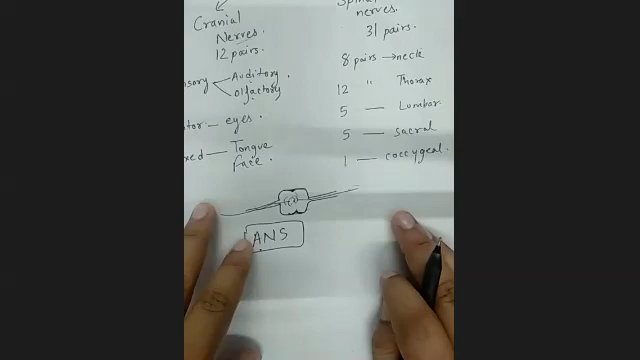 Cranial
Nerves.
12 pairs.
Auditory.
Olfactory
eyes.
Tongue
face.
nerves.
31 pairs.
8 pairs → neck
12 " Thorax
5 — Lumbar
5 — sacral
1 — coccygeal.
ANS